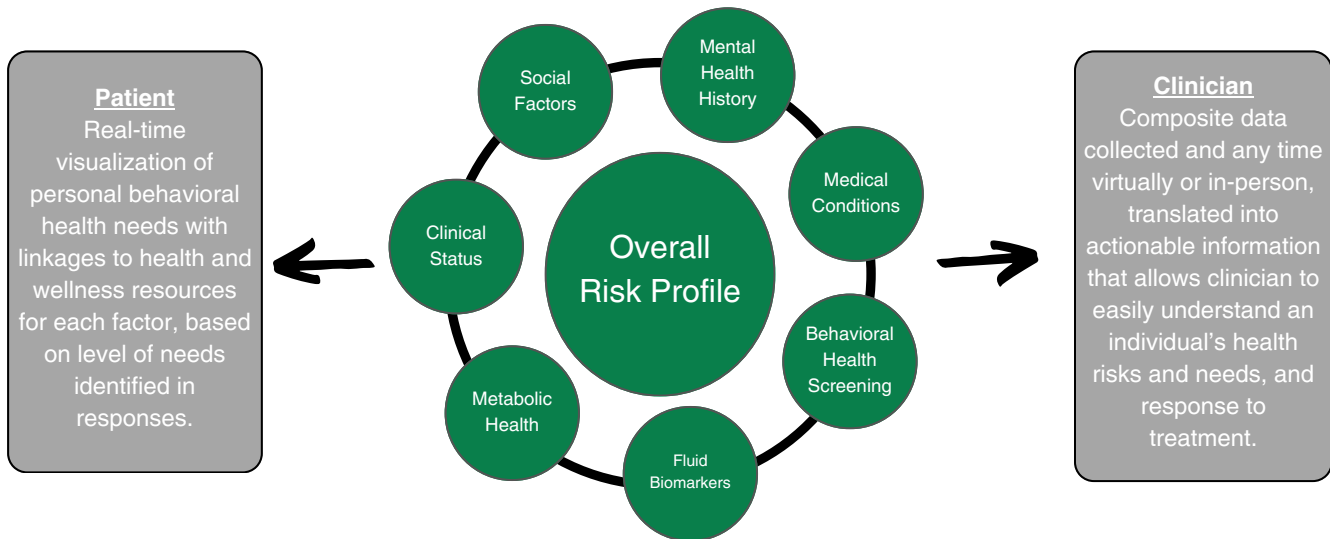 Patient
Real-time
visualization of
personal behavioral
health needs with
linkages to health and
wellness resources
for each factor, based
on level of needs
identified in
responses.
Social
Factors
Mental
Health
History
Medical
Conditions
Behavioral
Health
Screening
Fluid
Biomarkers
Metabolic
Health
Clinical
Status
Overall
Risk Profile
Clinician
Composite data
collected and any time
virtually or in-person,
translated into
actionable information
that allows clinician to
easily understand an
individual’s health
risks and needs, and
response to
treatment.